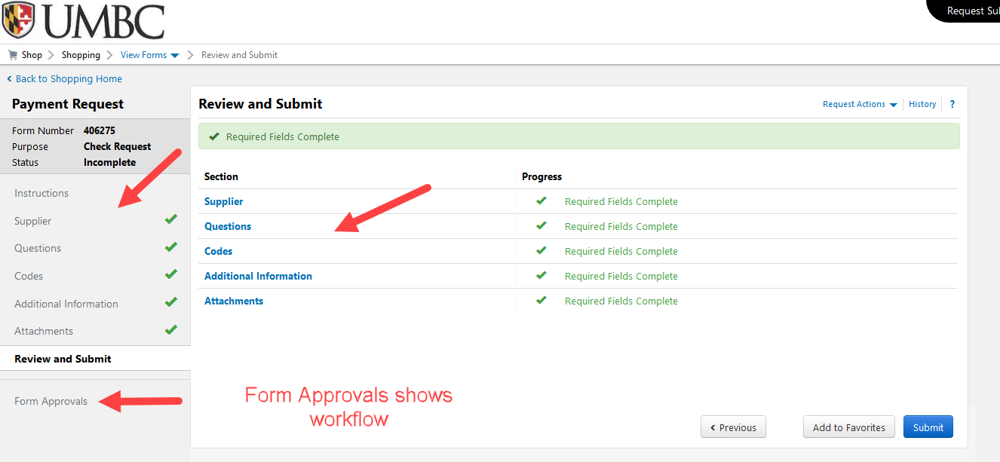 UMBC
Request Su
Shop
Shopping
View Forms
Review and Submit
Back to Shopping Home
Payment Request
Form Number 406275
Purpose Check Request
Status Incomplete
Instructions
Supplier
Questions
Codes
Additional Information
Attachments
Review and Submit
Form Approvals
Review and Submit
Request Actions
History
?
Required Fields Complete
Section Progress
Supplier Required Fields Complete
Questions Required Fields Complete
Codes Required Fields Complete
Additional Information Required Fields Complete
Attachments Required Fields Complete
Form Approvals shows
workflow
Previous
Add to Favorites
Submit